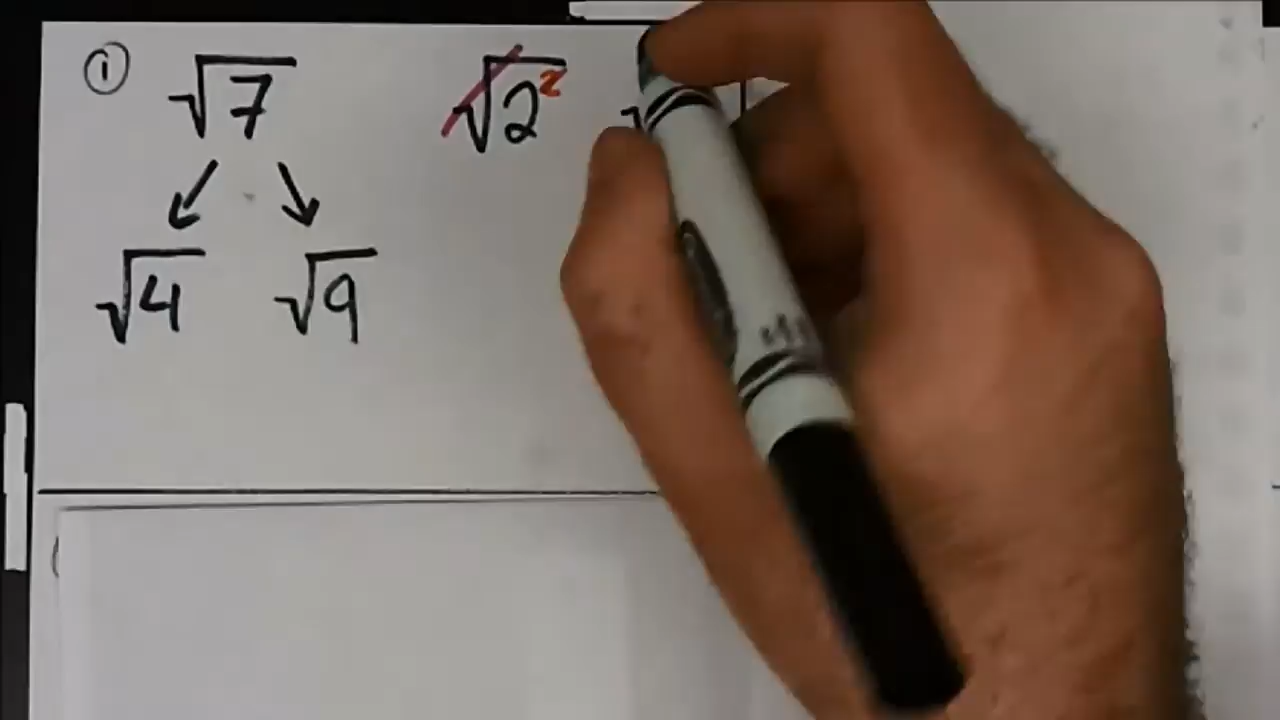 ① √7 √2²
√4 √9